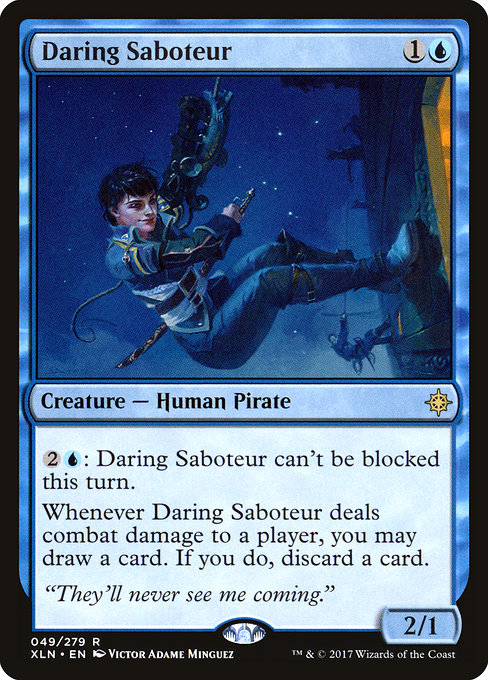 Daring Saboteur 1
Creature — Human Pirate
2: Daring Saboteur can't be blocked
this turn.
Whenever Daring Saboteur deals
combat damage to a player, you may
draw a card. If you do, discard a card.
"They'll never see me coming."
2/1
049/279 R
XLN • EN Victor Adame Minguez
™ & © 2017 Wizards of the Coast